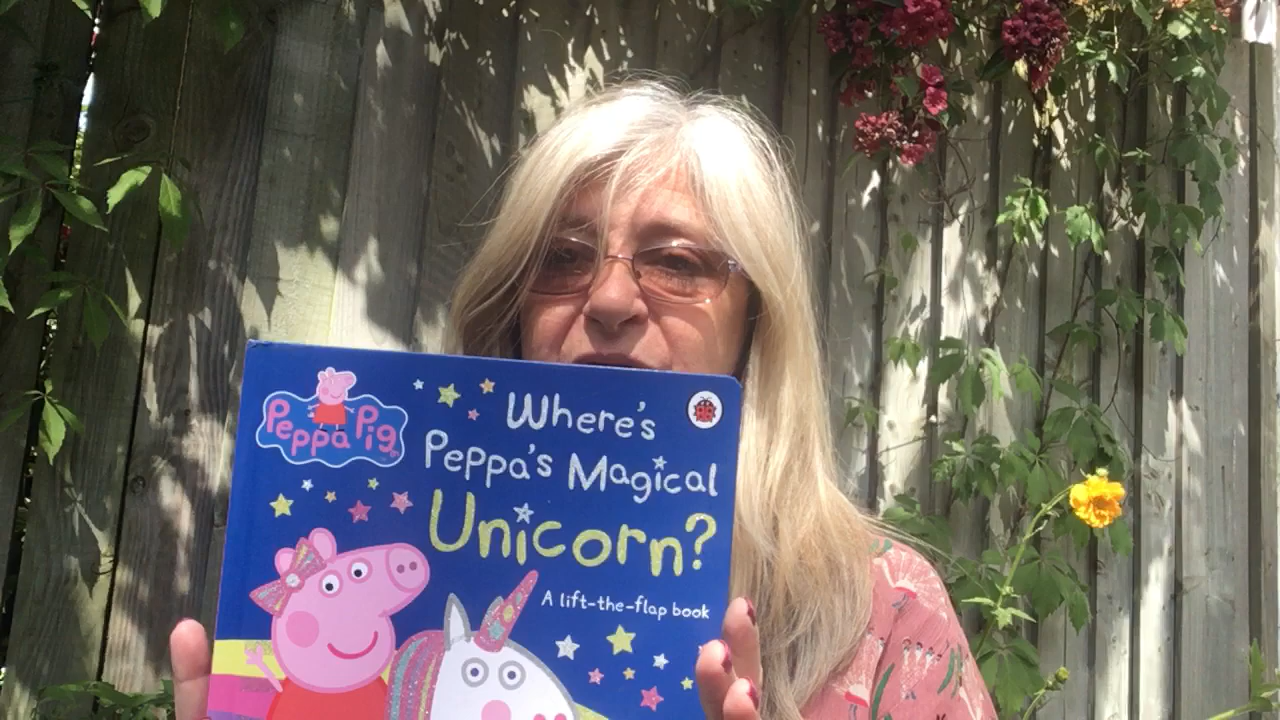 Peppa Pig
Where's
Peppa's Magical
Unicorn?
A lift-the-flap book